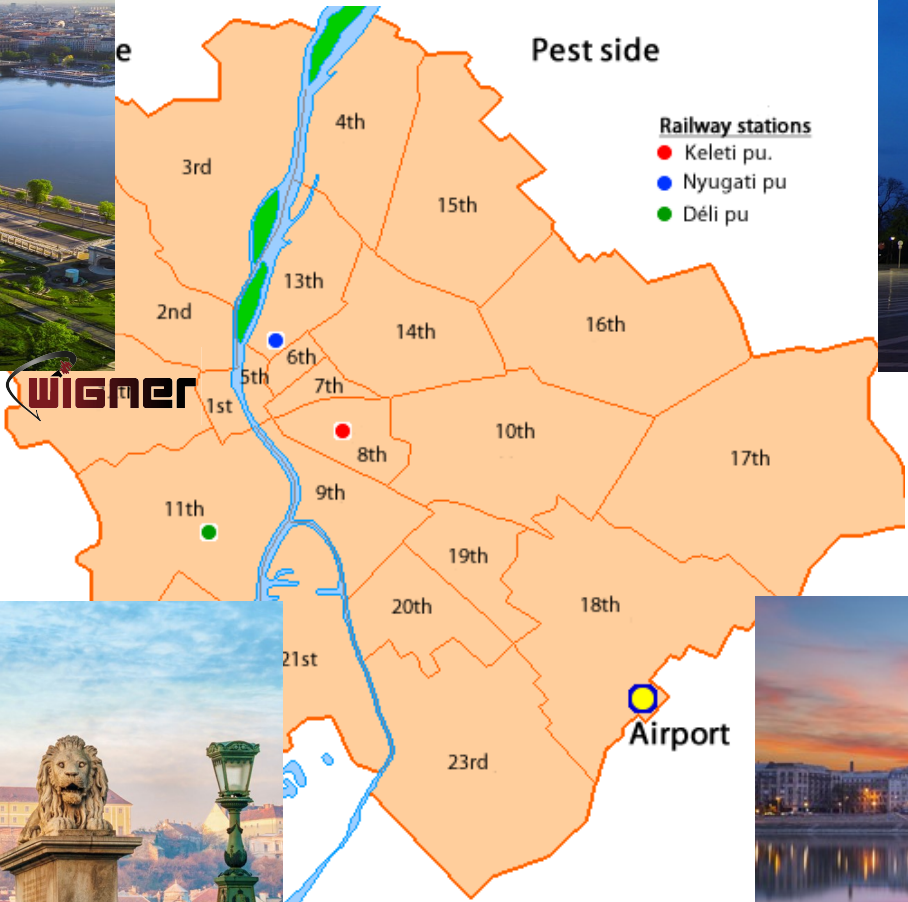 e
Pest side
Railway stations
Keleti pu.
Nyugati pu
Déli pu
4th
3rd
15th
13th
2nd
14th
16th
6th
5th
7th
WIGNER
1st
10th
8th
17th
9th
11th
19th
20th
18th
21st
Airport
23rd